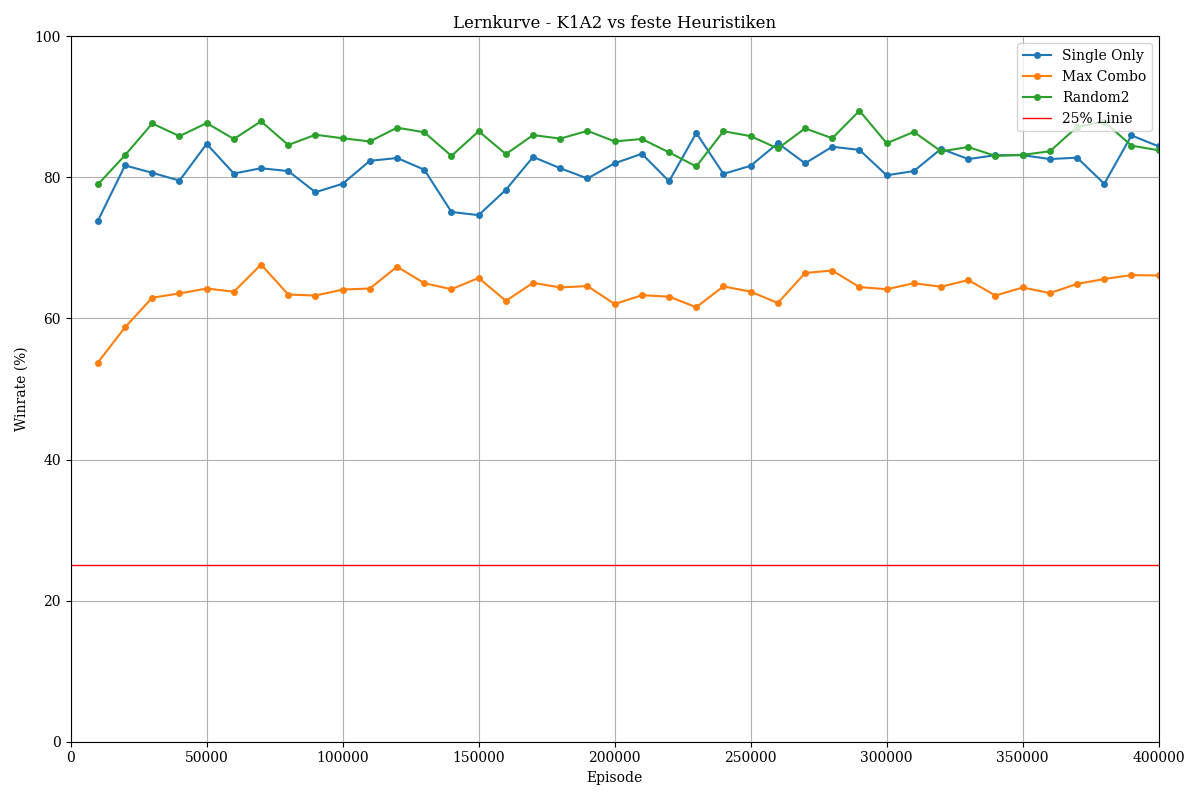 Lernkurve - K1A2 vs feste Heuristiken
Single Only
Max Combo
Random2
25% Linie
Winrate (%)
100
80
60
40
20
0
0 50000 100000 150000 200000 250000 300000 350000 400000
Episode